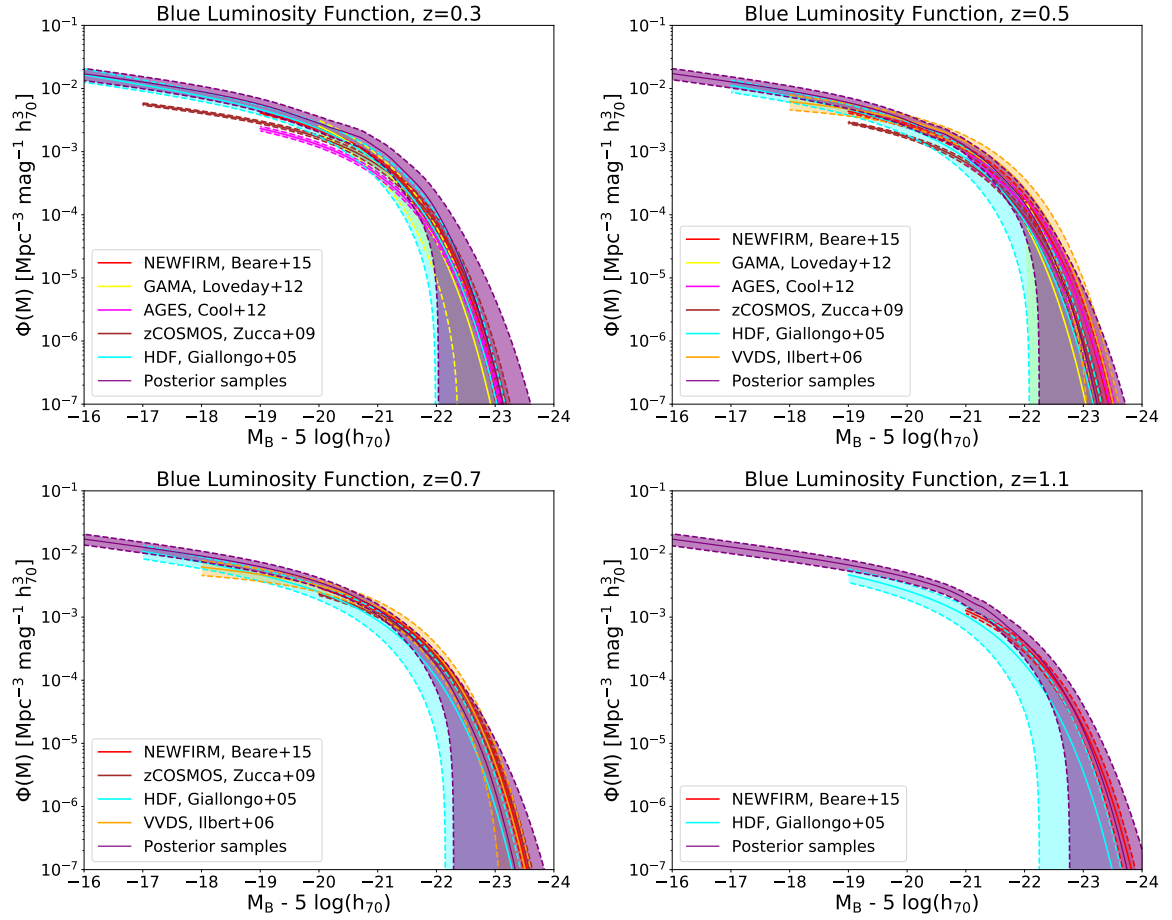 Blue Luminosity Function, z=0.3
Φ(M) [Mpc⁻³ mag⁻¹ h³₇₀]
10⁻¹
10⁻²
10⁻³
10⁻⁴
10⁻⁵
10⁻⁶
10⁻⁷
NEWFIRM, Beare+15
GAMA, Loveday+12
AGES, Cool+12
zCOSMOS, Zucca+09
HDF, Giallongo+05
Posterior samples
−16 −17 −18 −19 −20 −21 −22 −23 −24
M_B - 5 log(h₇₀)
Blue Luminosity Function, z=0.5
Φ(M) [Mpc⁻³ mag⁻¹ h³₇₀]
10⁻¹
10⁻²
10⁻³
10⁻⁴
10⁻⁵
10⁻⁶
10⁻⁷
NEWFIRM, Beare+15
GAMA, Loveday+12
AGES, Cool+12
zCOSMOS, Zucca+09
HDF, Giallongo+05
VVDS, Ilbert+06
Posterior samples
−16 −17 −18 −19 −20 −21 −22 −23 −24
M_B - 5 log(h₇₀)
Blue Luminosity Function, z=0.7
Φ(M) [Mpc⁻³ mag⁻¹ h³₇₀]
10⁻¹
10⁻²
10⁻³
10⁻⁴
10⁻⁵
10⁻⁶
10⁻⁷
NEWFIRM, Beare+15
zCOSMOS, Zucca+09
HDF, Giallongo+05
VVDS, Ilbert+06
Posterior samples
−16 −17 −18 −19 −20 −21 −22 −23 −24
M_B - 5 log(h₇₀)
Blue Luminosity Function, z=1.1
Φ(M) [Mpc⁻³ mag⁻¹ h³₇₀]
10⁻¹
10⁻²
10⁻³
10⁻⁴
10⁻⁵
10⁻⁶
10⁻⁷
NEWFIRM, Beare+15
HDF, Giallongo+05
Posterior samples
−16 −17 −18 −19 −20 −21 −22 −23 −24
M_B - 5 log(h₇₀)